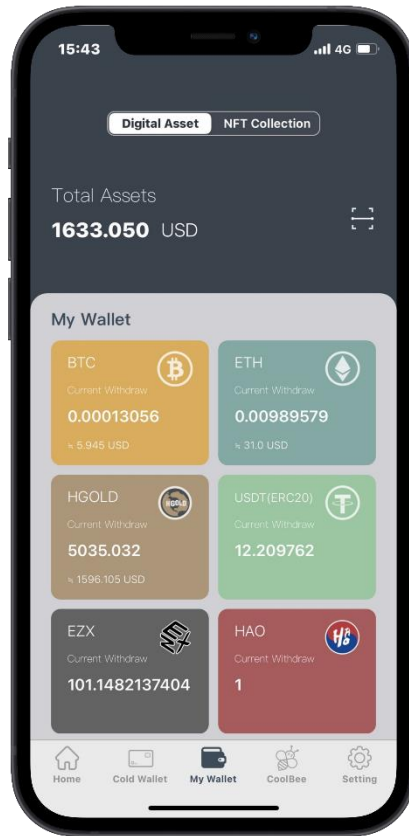 15:43
4G
Digital Asset
NFT Collection
Total Assets
1633.050 USD
My Wallet
BTC
Current Withdraw
0.00013056
≒ 5.945 USD
ETH
Current Withdraw
0.00989579
≒ 31.0 USD
HGOLD
HGOLD
Current Withdraw
5035.032
≒ 1596.105 USD
USDT(ERC20)
Current Withdraw
12.209762
EZX
Current Withdraw
101.1482137404
HAO
Current Withdraw
1
Home
Cold Wallet
My Wallet
CoolBee
Setting